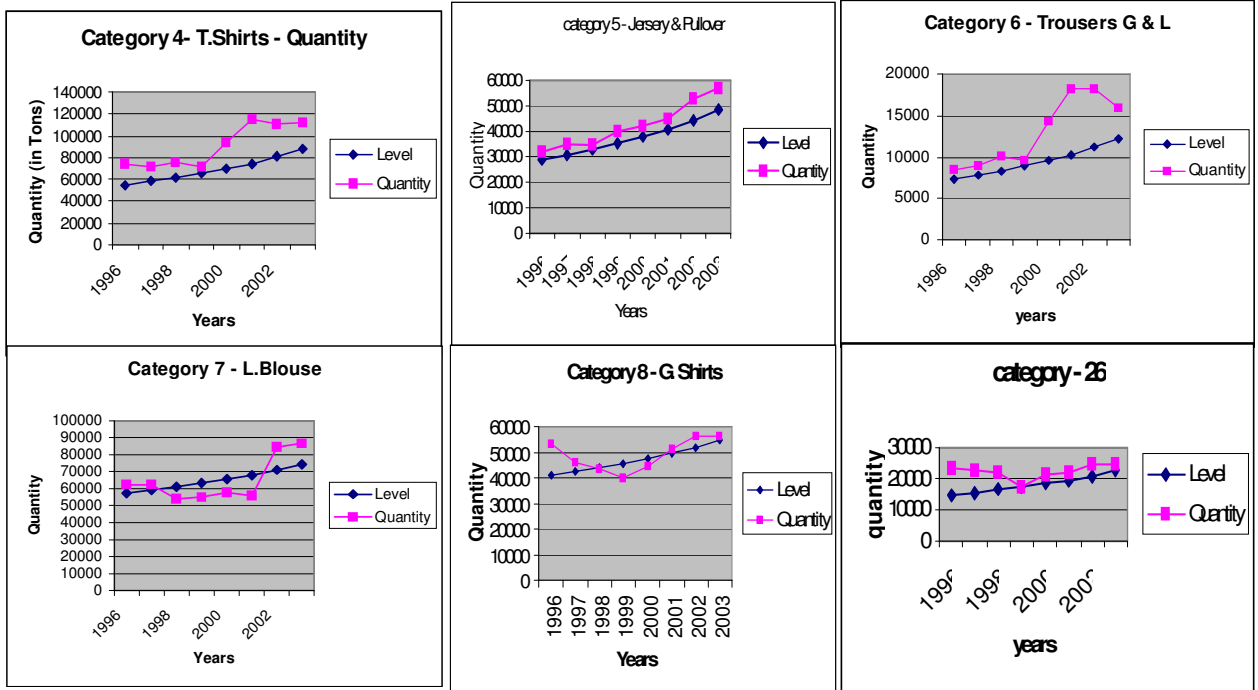 Category 4- T.Shirts - Quantity
Quantity (in Tons)
140000
120000
100000
80000
60000
40000
20000
0
1996
1998
2000
2002
Years
Level
Quantity
category 5 - Jersery & Pullover
Quantity
60000
50000
40000
30000
20000
10000
0
Years
Level
Quantity
Category 6 - Trousers G & L
Quantity
20000
15000
10000
5000
0
1996
1998
2000
2002
years
Level
Quantity
Category 7 - L.Blouse
Quantity
100000
90000
80000
70000
60000
50000
40000
30000
20000
10000
0
1996
1998
2000
2002
Years
Level
Quantity
Category 8 - G. Shirts
Quantity
60000
50000
40000
30000
20000
10000
0
1996
1997
1998
1999
2000
2001
2002
2003
Years
Level
Quantity
category - 26
quantity
3000
2000
1000
0
years
Level
Quantity